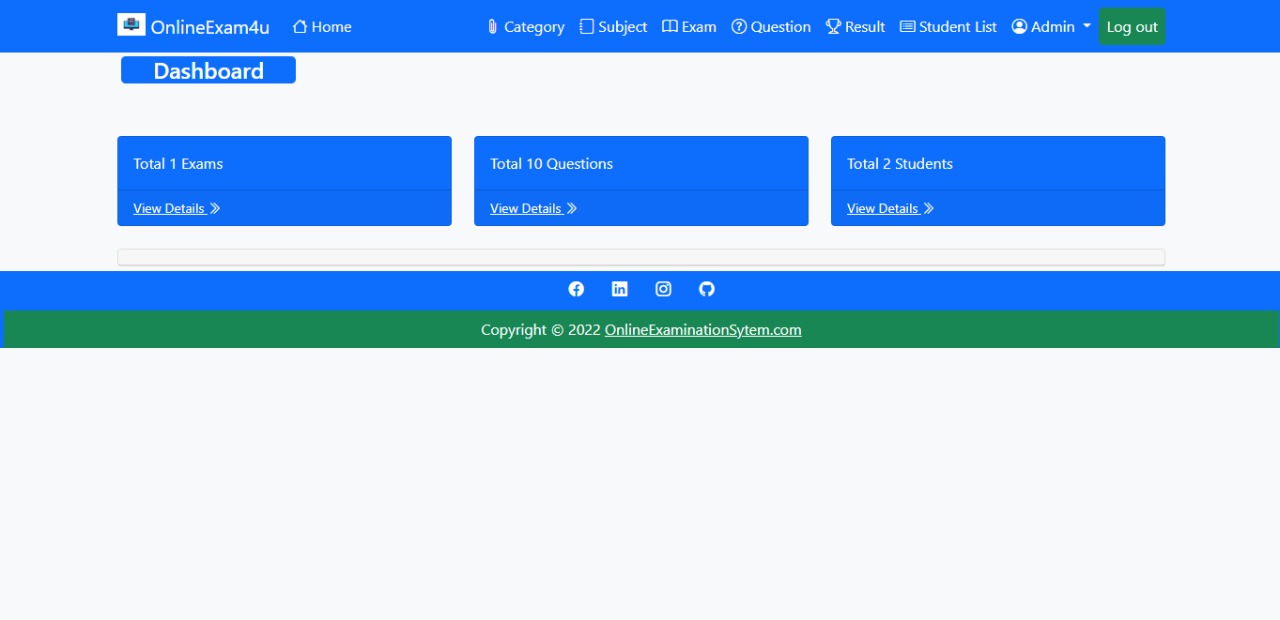 OnlineExam4u Home Category Subject Exam Question Result Student List Admin Log out
Dashboard
Total 1 Exams Total 10 Questions Total 2 Students
View Details View Details View Details
Copyright © 2022 OnlineExaminationSytem.com